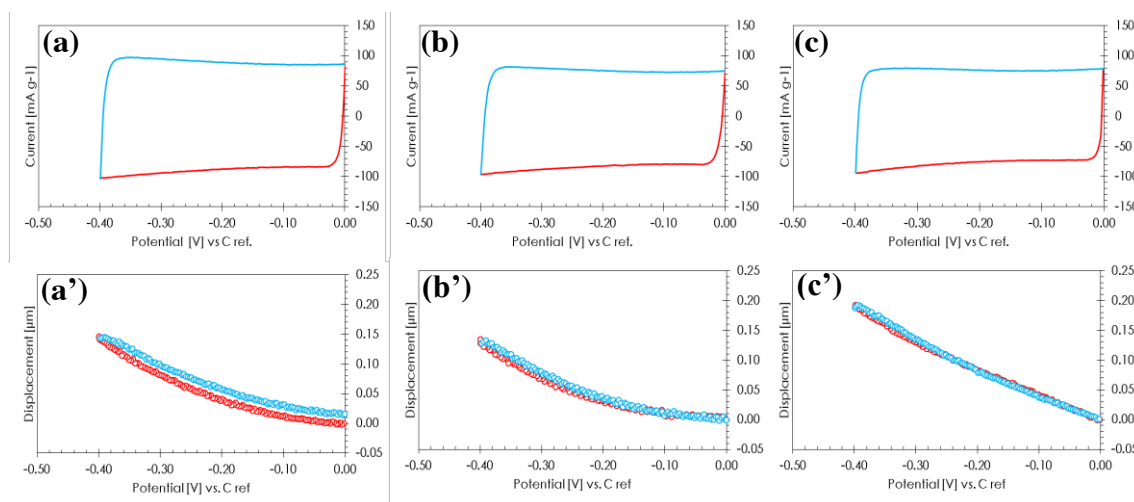 (a)
150
100
50
0
-50
-100
-150
Current [mA g-1]
-0.50 -0.40 -0.30 -0.20 -0.10 0.00
Potential [V] vs C ref.
(b)
150
100
50
0
-50
-100
-150
Current [mA g-1]
-0.50 -0.40 -0.30 -0.20 -0.10 0.00
Potential [V] vs C ref.
(c)
150
100
50
0
-50
-100
-150
Current [mA g-1]
-0.50 -0.40 -0.30 -0.20 -0.10 0.00
Potential [V] vs C ref.
(a’)
0.25
0.20
0.15
0.10
0.05
0.00
-0.05
Displacement [µm]
-0.50 -0.40 -0.30 -0.20 -0.10 0.00
Potential [V] vs. C ref
(b’)
0.25
0.20
0.15
0.10
0.05
0.00
-0.05
Displacement [µm]
-0.50 -0.40 -0.30 -0.20 -0.10 0.00
Potential [V] vs. C ref
(c’)
0.25
0.20
0.15
0.10
0.05
0.00
-0.05
Displacement [µm]
-0.50 -0.40 -0.30 -0.20 -0.10 0.00
Potential [V] vs. C ref